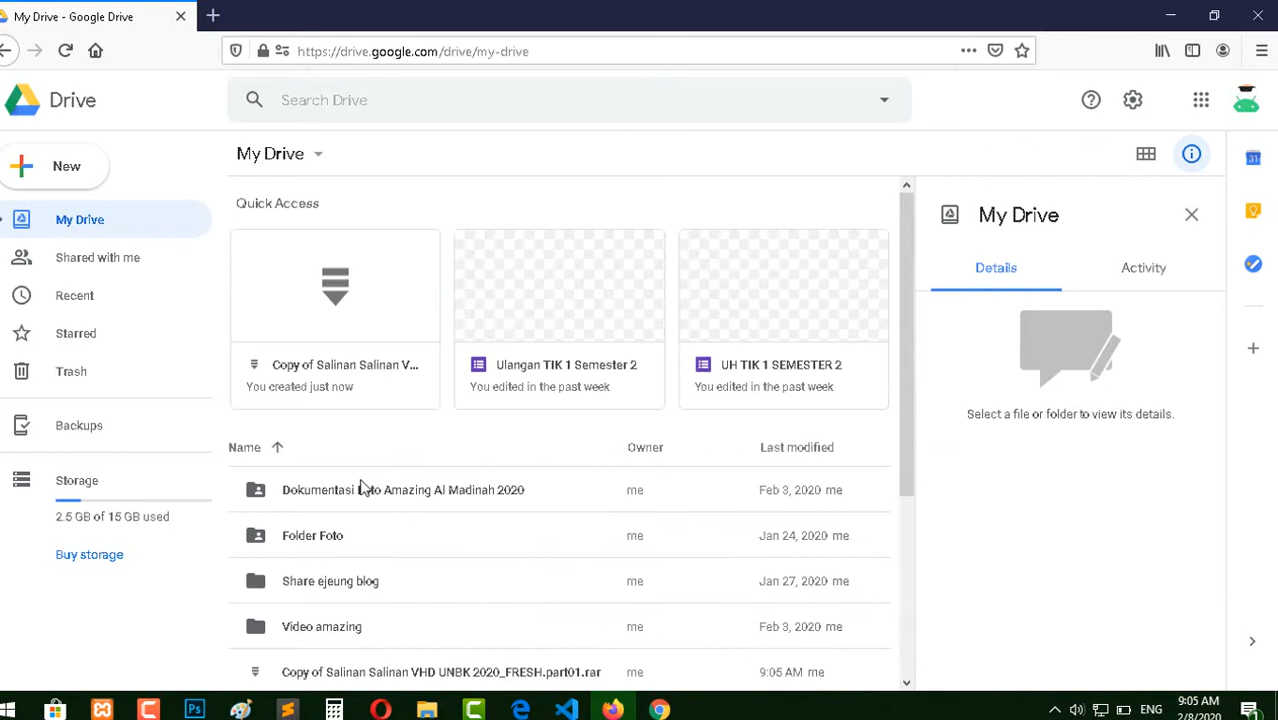 My Drive - Google Drive
https://drive.google.com/drive/my-drive
Drive
Search Drive
New
My Drive
My Drive
My Drive
Shared with me
Recent
Starred
Trash
Backups
Storage
2.5 GB of 15 GB used
Buy storage
Quick Access
Copy of Salinan Salinan V...
You created just now
Ulangan TIK 1 Semester 2
You edited in the past week
UH TIK 1 SEMESTER 2
You edited in the past week
Name Owner Last modified
Dokumentasi Foto Amazing Al Madinah 2020 me Feb 3, 2020 me
Folder Foto me Jan 24, 2020 me
Share ejeung blog me Jan 27, 2020 me
Video amazing me Feb 3, 2020 me
Copy of Salinan Salinan VHD UNBK 2020_FRESH.part01.rar me 9:05 AM me
Details Activity
Select a file or folder to view its details.
31
Ps
ENG
9:05 AM
2/8/2020